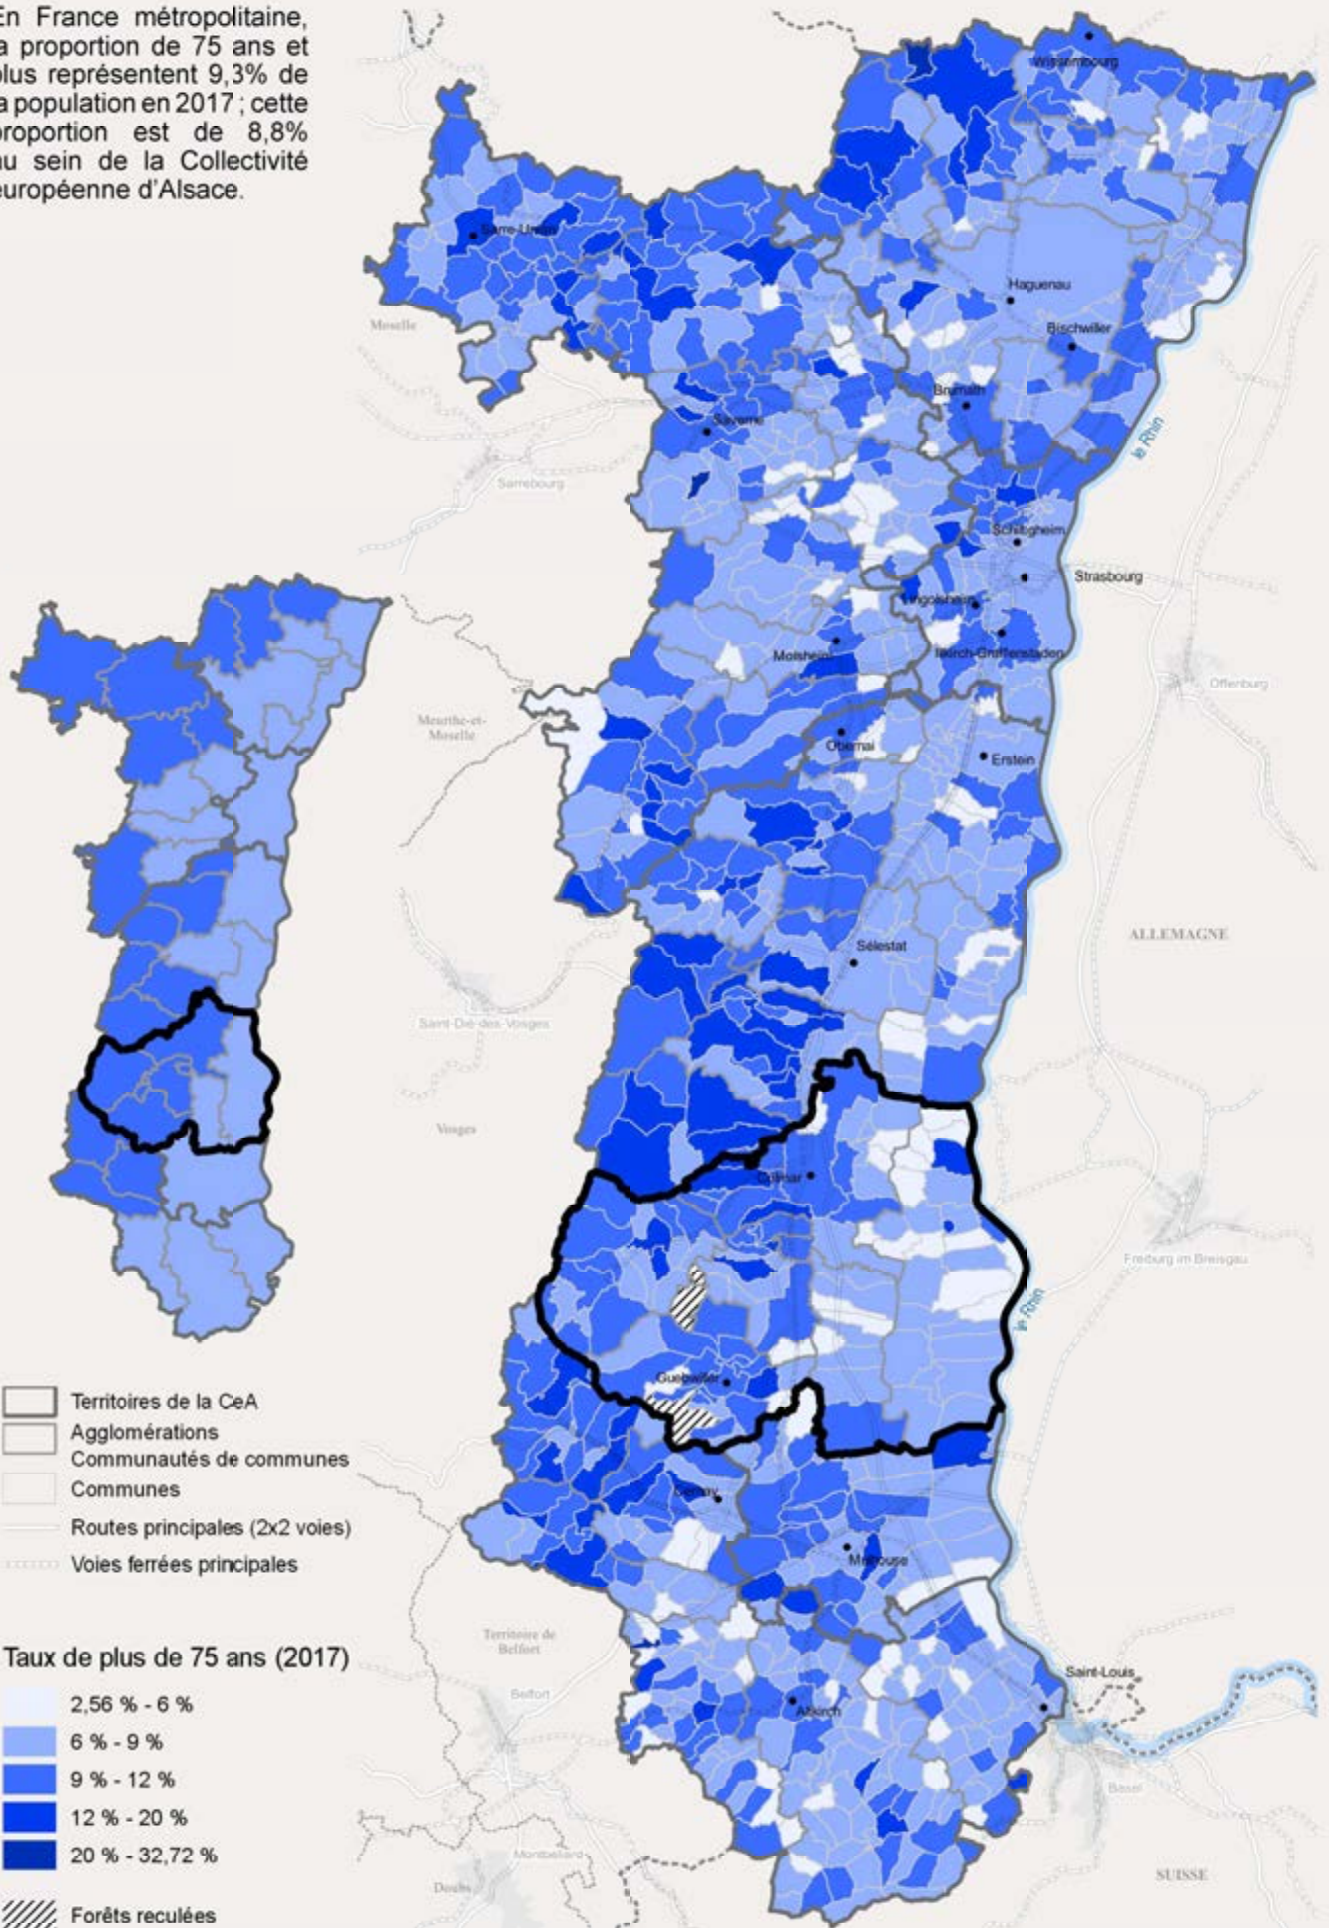 En France métropolitaine,
la proportion de 75 ans et
plus représentent 9,3% de
la population en 2017 ; cette
proportion est de 8,8%
au sein de la Collectivité
européenne d'Alsace.
Wissembourg
Sarre-Union
Haguenau
Moselle
Bischwiller
Brumath
Saverne
le Rhin
Sarrebourg
Schiltigheim
Strasbourg
Lingolsheim
Molsheim
Illkirch-Graffenstaden
Offenburg
Meurthe-et-
Moselle
Obernai
Erstein
ALLEMAGNE
Sélestat
Saint-Dié-des-Vosges
Vosges
Colmar
Freiburg im Breisgau
le Rhin
Guebwiller
Territoires de la CeA
Agglomérations
Communautés de communes
Communes
Routes principales (2x2 voies)
Voies ferrées principales
Cernay
Mulhouse
Territoire de
Belfort
Taux de plus de 75 ans (2017)
Saint-Louis
Belfort
Altkirch
2,56 % - 6 %
6 % - 9 %
9 % - 12 %
12 % - 20 %
20 % - 32,72 %
Basel
Montbéliard
Doubs
SUISSE
Forêts reculées